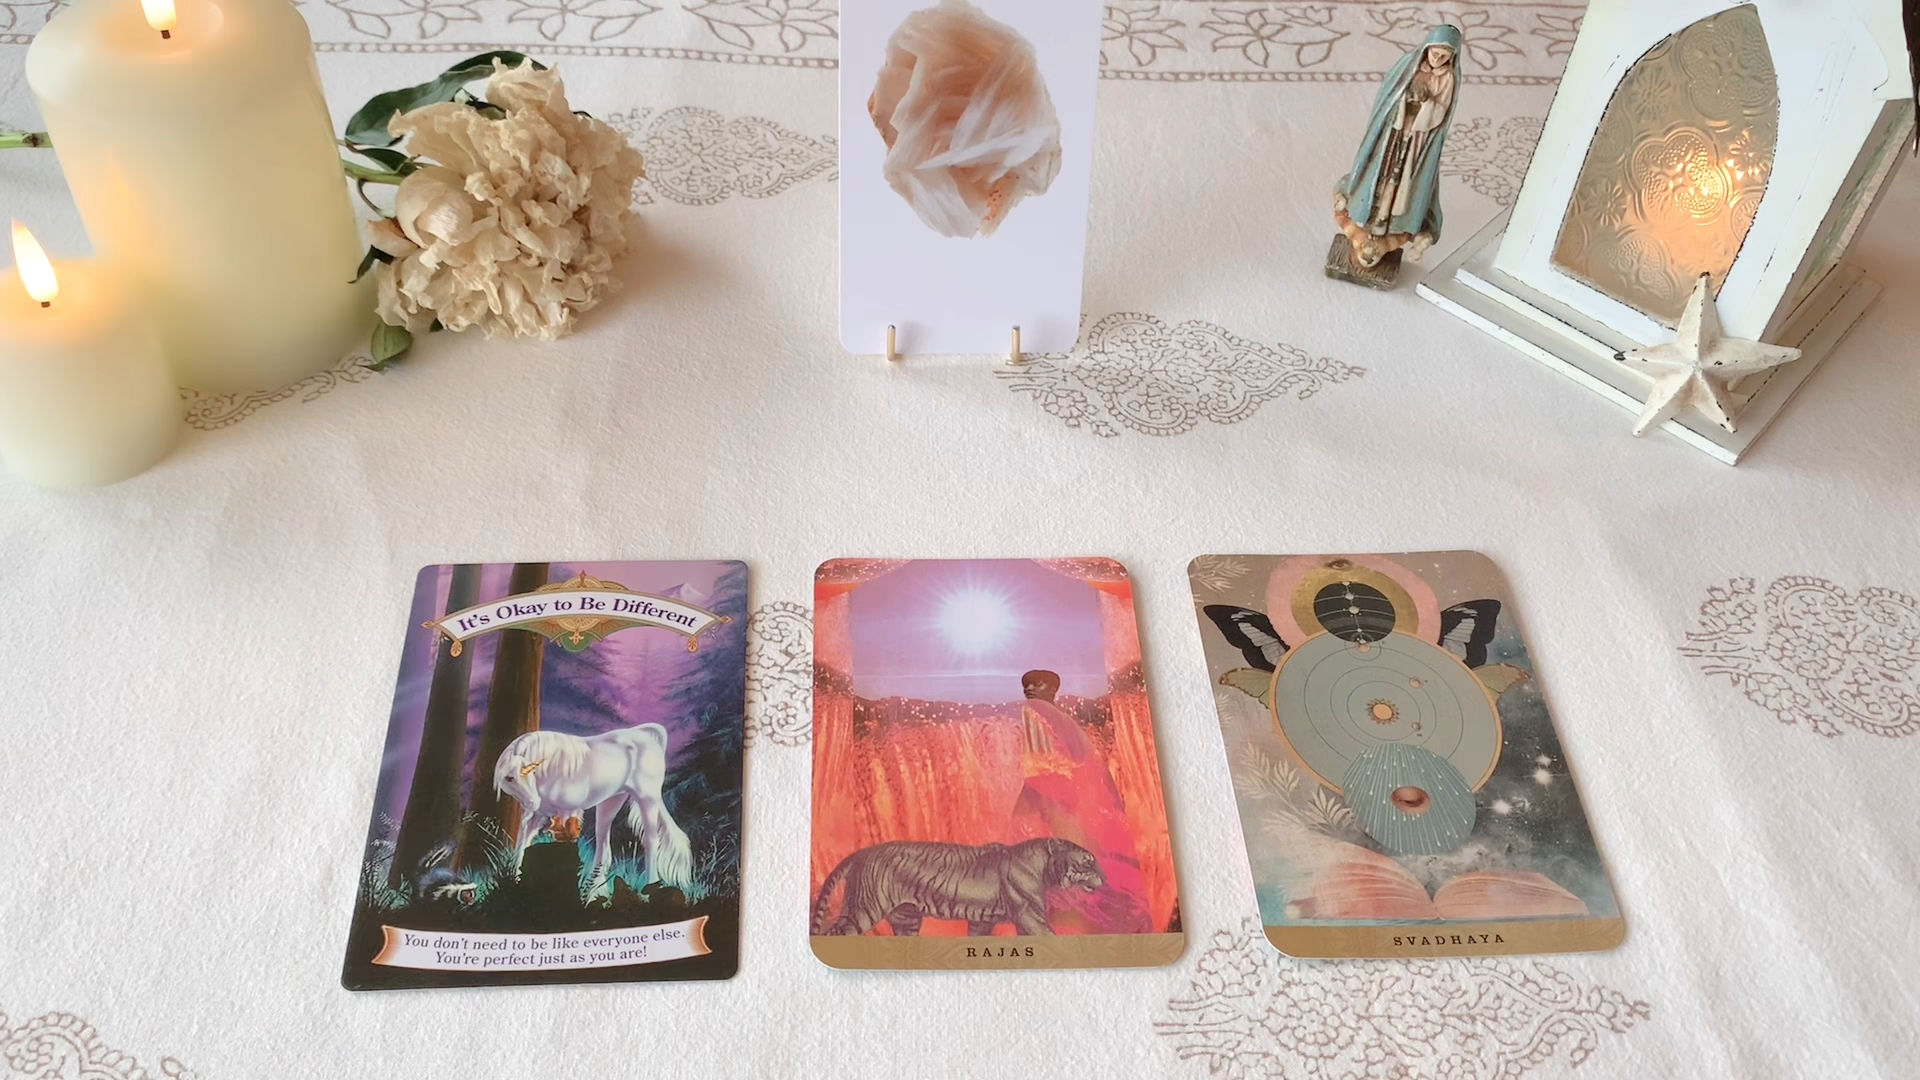 It's Okay to Be Different
You don't need to be like everyone else.
You're perfect just as you are!
RAJAS
SVADHAYA